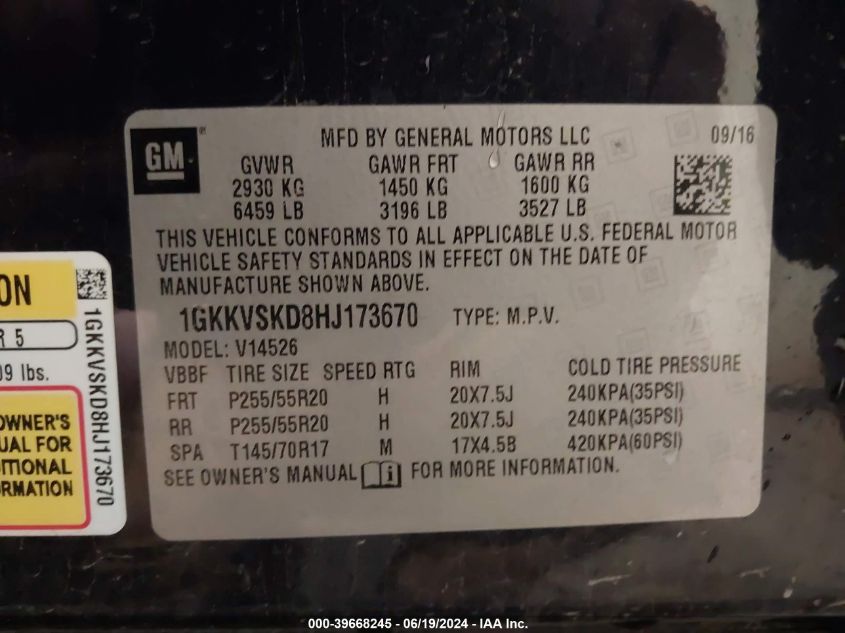 GM
MFD BY GENERAL MOTORS LLC 09/16
GVWR GAWR FRT GAWR RR
2930 KG 1450 KG 1600 KG
6459 LB 3196 LB 3527 LB
THIS VEHICLE CONFORMS TO ALL APPLICABLE U.S. FEDERAL MOTOR
VEHICLE SAFETY STANDARDS IN EFFECT ON THE DATE OF
MANUFACTURE SHOWN ABOVE.
1GKKVSKD8HJ173670 TYPE: M.P.V.
MODEL: V14526
VBBF TIRE SIZE SPEED RTG RIM COLD TIRE PRESSURE
FRT P255/55R20 H 20X7.5J 240KPA(35PSI)
RR P255/55R20 H 20X7.5J 240KPA(35PSI)
SPA T145/70R17 M 17X4.5B 420KPA(60PSI)
SEE OWNER'S MANUAL i FOR MORE INFORMATION.
ON
R 5
09 lbs.
OWNER'S
UAL FOR
ITIONAL
RMATION
1GKKVSKD8HJ173670
000-39668245 - 06/19/2024 - IAA Inc.